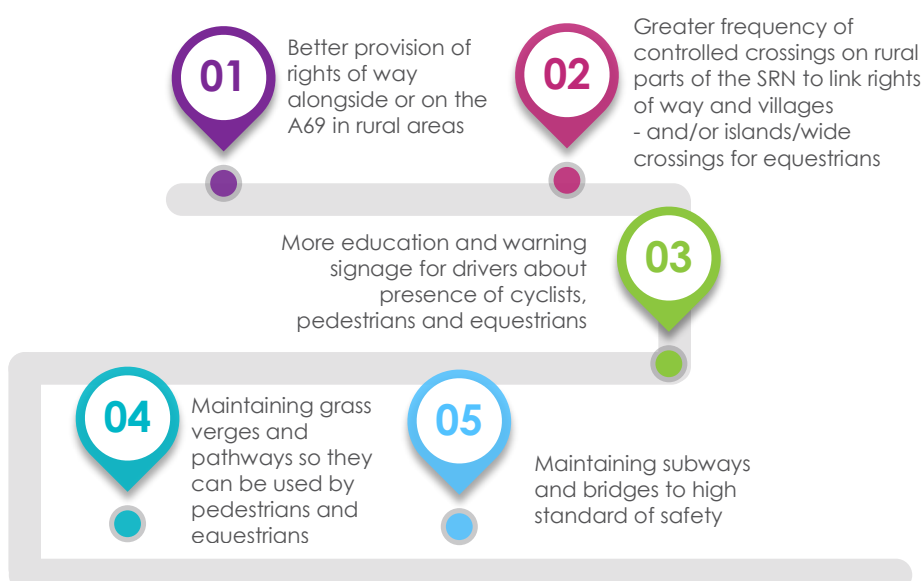 01
Better provision of
rights of way
alongside or on the
A69 in rural areas
02
Greater frequency of
controlled crossings on rural
parts of the SRN to link rights
of way and villages
- and/or islands/wide
crossings for equestrians
More education and warning
signage for drivers about
presence of cyclists,
pedestrians and equestrians
03
04
Maintaining grass
verges and
pathways so they
can be used by
pedestrians and
equestrians
05
Maintaining subways
and bridges to high
standard of safety